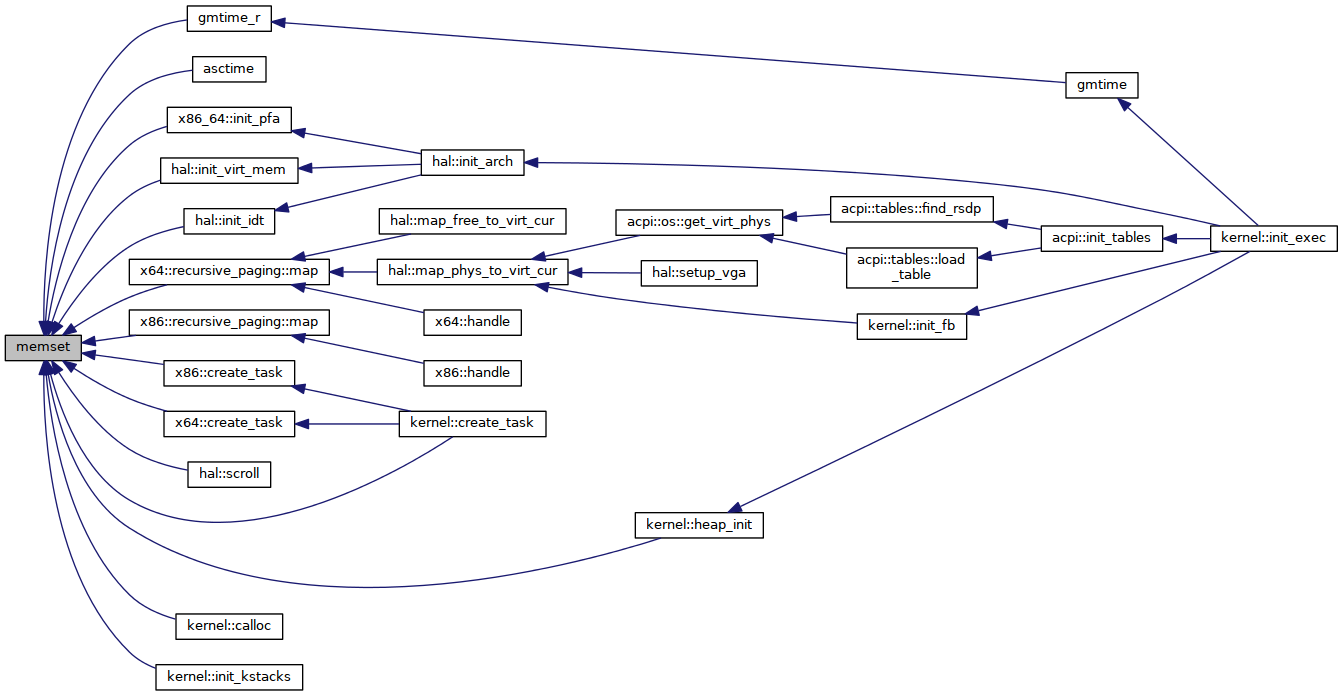 gmtime_r
asctime
gmtime
x86_64::init_pfa
hal::init_arch
hal::init_virt_mem
hal::init_idt
hal::map_free_to_virt_cur
acpi::os::get_virt_phys
acpi::tables::find_rsdp
acpi::init_tables
kernel::init_exec
x64::recursive_paging::map
hal::map_phys_to_virt_cur
hal::setup_vga
acpi::tables::load
_table
x86::recursive_paging::map
x64::handle
kernel::init_fb
memset
x86::create_task
x86::handle
x64::create_task
kernel::create_task
hal::scroll
kernel::heap_init
kernel::calloc
kernel::init_kstacks